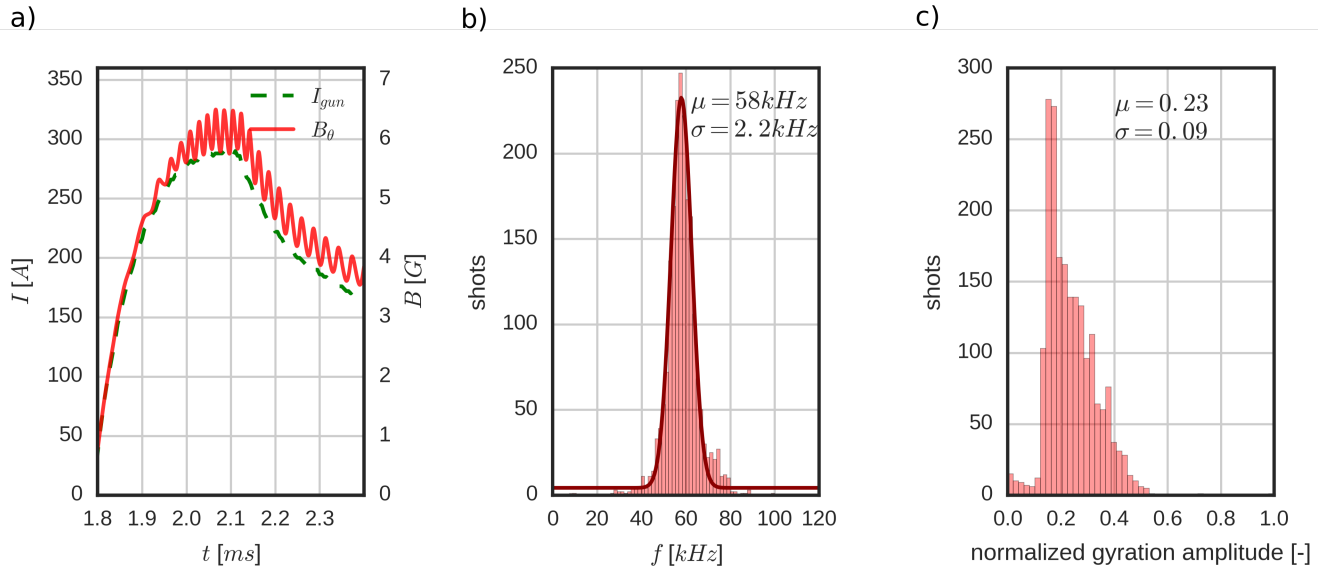 a)
b)
c)
350
300
250
200
150
100
50
0
I [A]
7
6
5
4
3
2
1
0
B [G]
I_gun
B_θ
1.8 1.9 2.0 2.1 2.2 2.3
t [ms]
250
200
150
100
50
0
shots
μ = 58kHz
σ = 2.2kHz
0 20 40 60 80 100 120
f [kHz]
300
250
200
150
100
50
0
shots
μ = 0.23
σ = 0.09
0.0 0.2 0.4 0.6 0.8 1.0
normalized gyration amplitude [-]